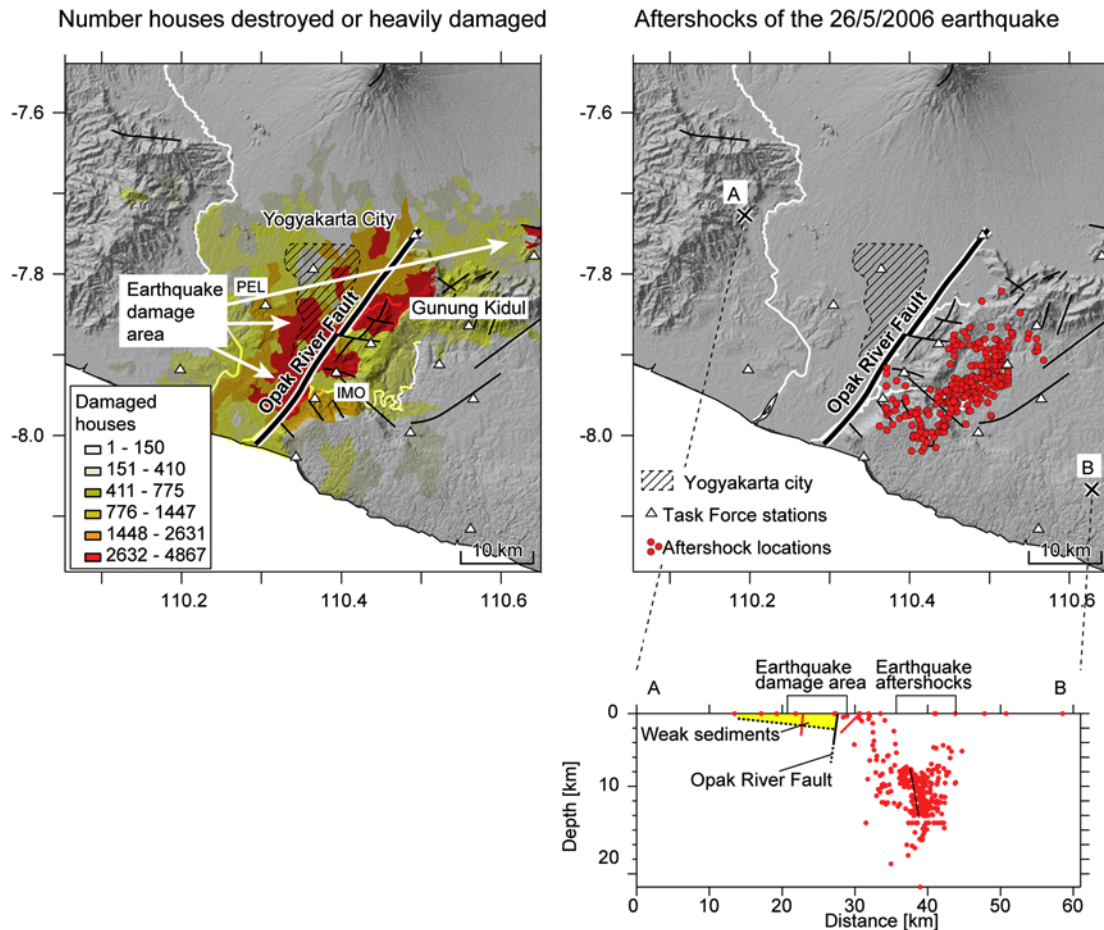 Number houses destroyed or heavily damaged
-7.6
-7.8
-8.0
Yogyakarta City
Earthquake
damage
area
PEL
Gunung Kidul
Opak River Fault
IMO
Damaged
houses
1 - 150
151 - 410
411 - 775
776 - 1447
1448 - 2631
2632 - 4867
10 km
110.2
110.4
110.6
Aftershocks of the 26/5/2006 earthquake
-7.6
-7.8
-8.0
A
Opak River Fault
B
Yogyakarta city
Task Force stations
Aftershock locations
10 km
110.2
110.4
110.6
A
Earthquake
damage area
Earthquake
aftershocks
B
Weak sediments
Opak River Fault
Depth [km]
0
10
20
0
10
20
30
40
50
60
Distance [km]